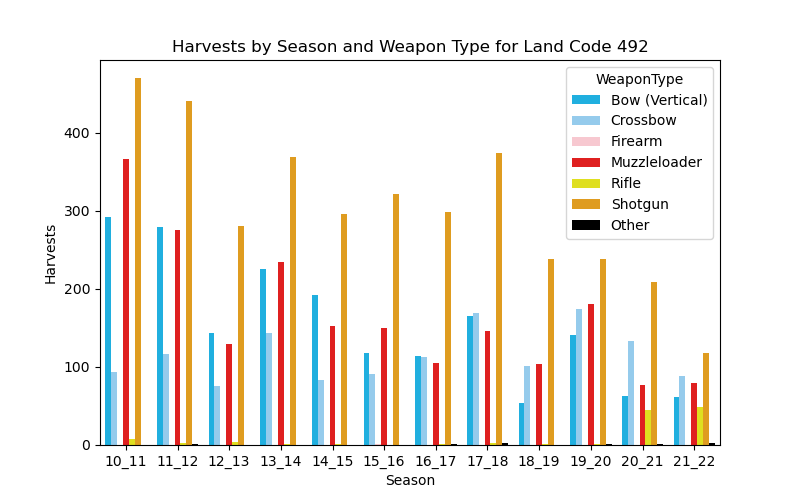 Harvests by Season and Weapon Type for Land Code 492
WeaponType
Bow (Vertical)
Crossbow
Firearm
Muzzleloader
Rifle
Shotgun
Other
400
300
200
100
0
Harvests
10_11 11_12 12_13 13_14 14_15 15_16 16_17 17_18 18_19 19_20 20_21 21_22
Season